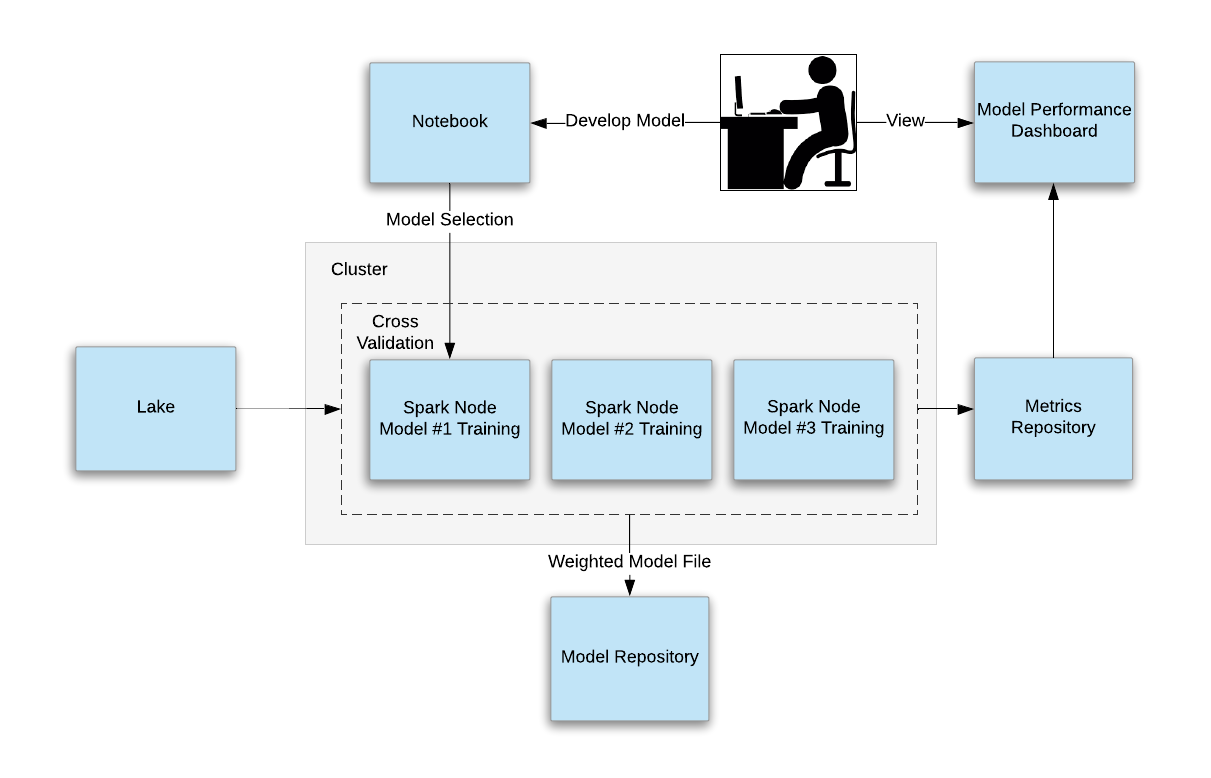 Notebook
Develop Model
View
Model Performance
Dashboard
Model Selection
Cluster
Cross
Validation
Lake
Spark Node
Model #1 Training
Spark Node
Model #2 Training
Spark Node
Model #3 Training
Metrics
Repository
Weighted Model File
Model Repository